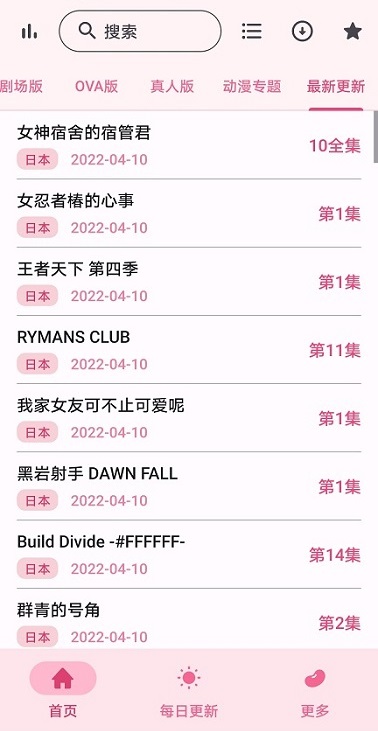 搜索
剧场版 OVA版 真人版 动漫专题 最新更新
女神宿舍的宿管君
10全集
日本 2022-04-10
女忍者椿的心事
第1集
日本 2022-04-10
王者天下 第四季
第1集
日本 2022-04-10
RYMANS CLUB
第11集
日本 2022-04-10
我家女友可不止可爱呢
第1集
日本 2022-04-10
黑岩射手 DAWN FALL
第1集
日本 2022-04-10
Build Divide -#FFFFFF-
第14集
日本 2022-04-10
群青的号角
第2集
日本 2022-04-10
首页 每日更新 更多